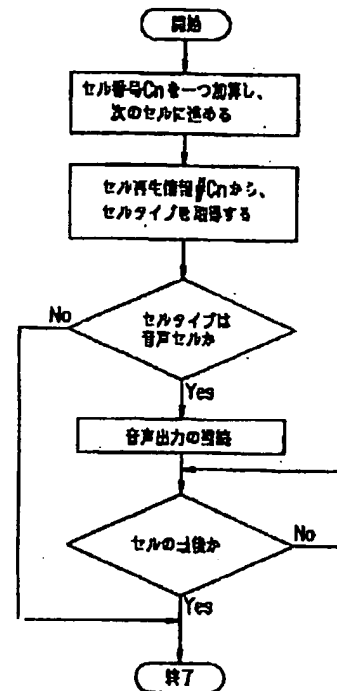 開始
セル番号Cnを一つ加算し、
次のセルに進める
セル再生情報#Cnから、
セルタイプを取得する
セルタイプは
音声セルか
No
Yes
音声出力の
セルの最後か
No
Yes
終了